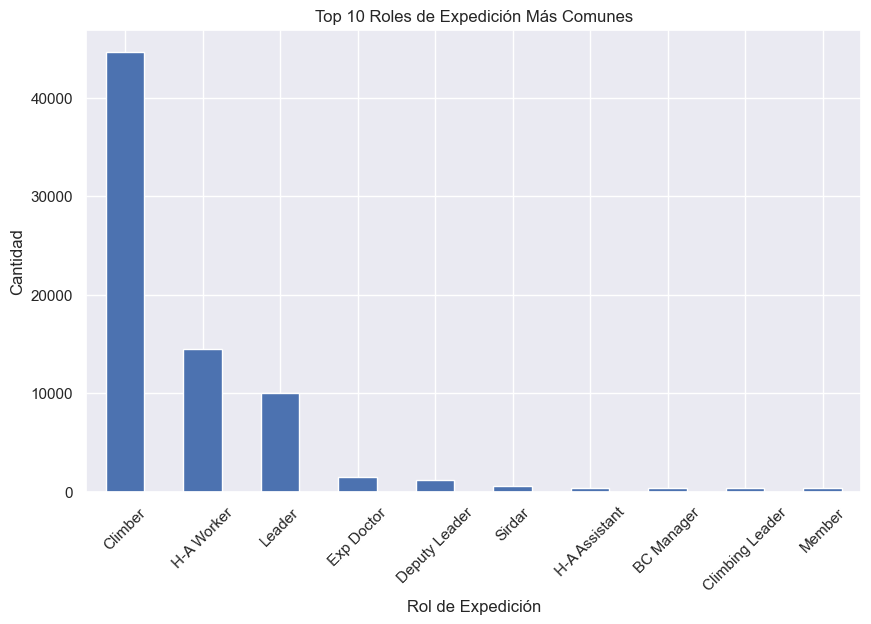 Top 10 Roles de Expedición Más Comunes
Cantidad
40000
30000
20000
10000
0
Climber
H-A Worker
Leader
Exp Doctor
Deputy Leader
Sirdar
H-A Assistant
BC Manager
Climbing Leader
Member
Rol de Expedición